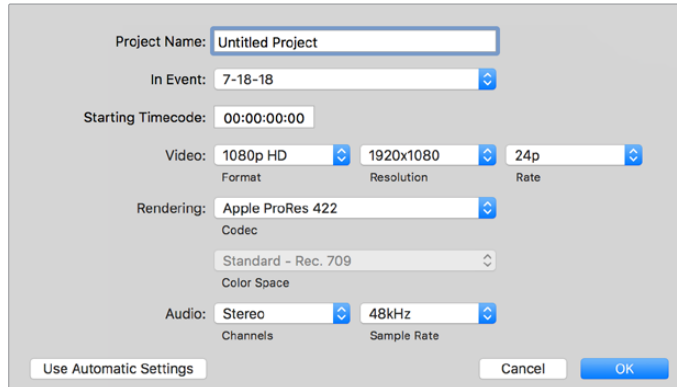 Project Name: Untitled Project
In Event: 7-18-18
Starting Timecode: 00:00:00:00
Video: 1080p HD 1920x1080 24p
Format Resolution Rate
Rendering: Apple ProRes 422
Codec
Standard - Rec. 709
Color Space
Audio: Stereo 48kHz
Channels Sample Rate
Use Automatic Settings Cancel OK